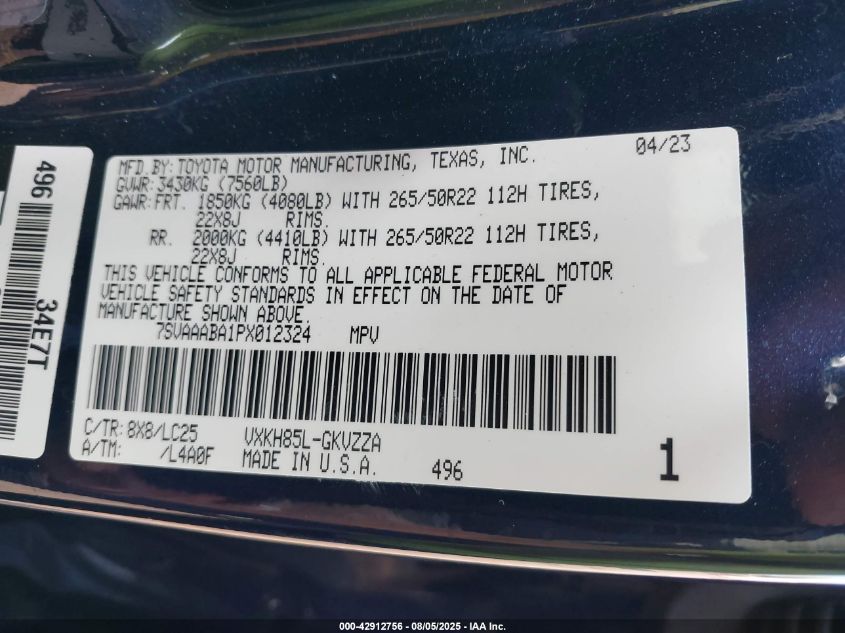 MFD.BY:TOYOTA MOTOR MANUFACTURING, TEXAS, INC. 04/23
GVWR:3430KG (7560LB)
GAWR:FRT. 1850KG (4080LB) WITH 265/50R22 112H TIRES,
22X8J RIMS.
RR. 2000KG (4410LB) WITH 265/50R22 112H TIRES,
22X8J RIMS.
THIS VEHICLE CONFORMS TO ALL APPLICABLE FEDERAL MOTOR
VEHICLE SAFETY STANDARDS IN EFFECT ON THE DATE OF
MANUFACTURE SHOWN ABOVE.
7SVAAABA1PX012324 MPV
C/TR:8X8/LC25 VXKH85L-GKVZZA
A/TM: /L4A0F MADE IN U.S.A. 496 1
496
34E7T
000-42912756 - 08/05/2025 - IAA Inc.